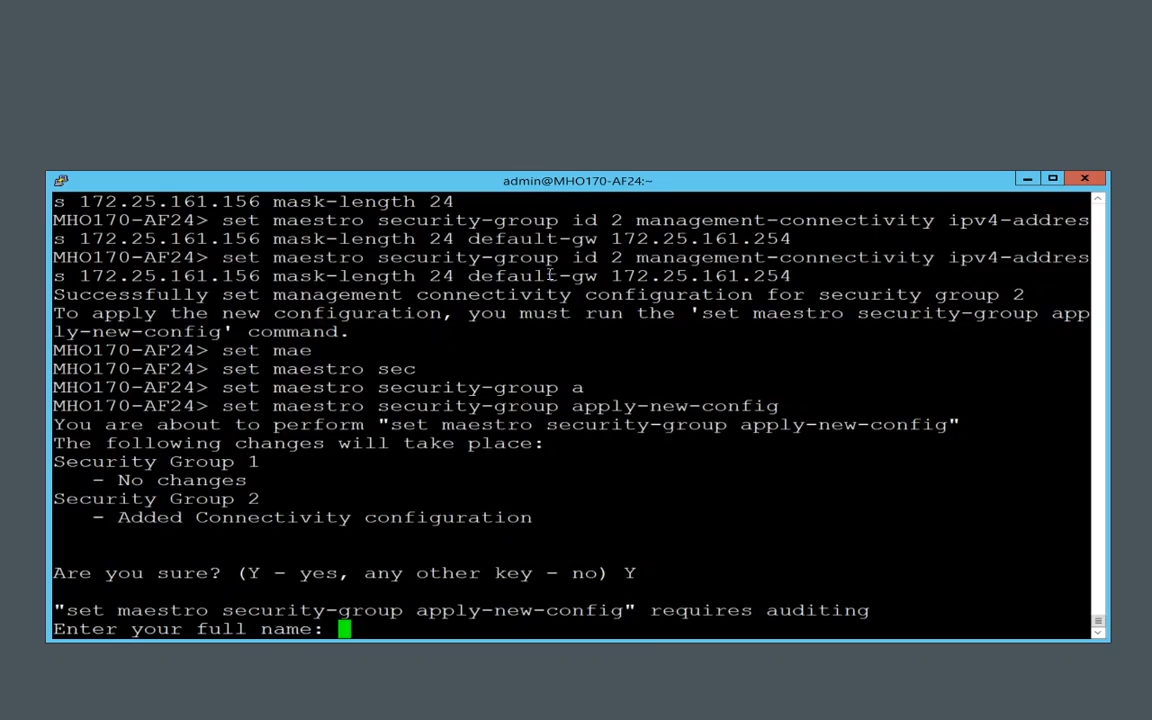 admin@MHO170-AF24:~
s 172.25.161.156 mask-length 24
MHO170-AF24> set maestro security-group id 2 management-connectivity ipv4-addres
s 172.25.161.156 mask-length 24 default-gw 172.25.161.254
MHO170-AF24> set maestro security-group id 2 management-connectivity ipv4-addres
s 172.25.161.156 mask-length 24 default-gw 172.25.161.254
Successfully set management connectivity configuration for security group 2
To apply the new configuration, you must run the 'set maestro security-group app
ly-new-config' command.
MHO170-AF24> set mae
MHO170-AF24> set maestro sec
MHO170-AF24> set maestro security-group a
MHO170-AF24> set maestro security-group apply-new-config
You are about to perform "set maestro security-group apply-new-config"
The following changes will take place:
Security Group 1
- No changes
Security Group 2
- Added Connectivity configuration
Are you sure? (Y - yes, any other key - no) Y
"set maestro security-group apply-new-config" requires auditing
Enter your full name: